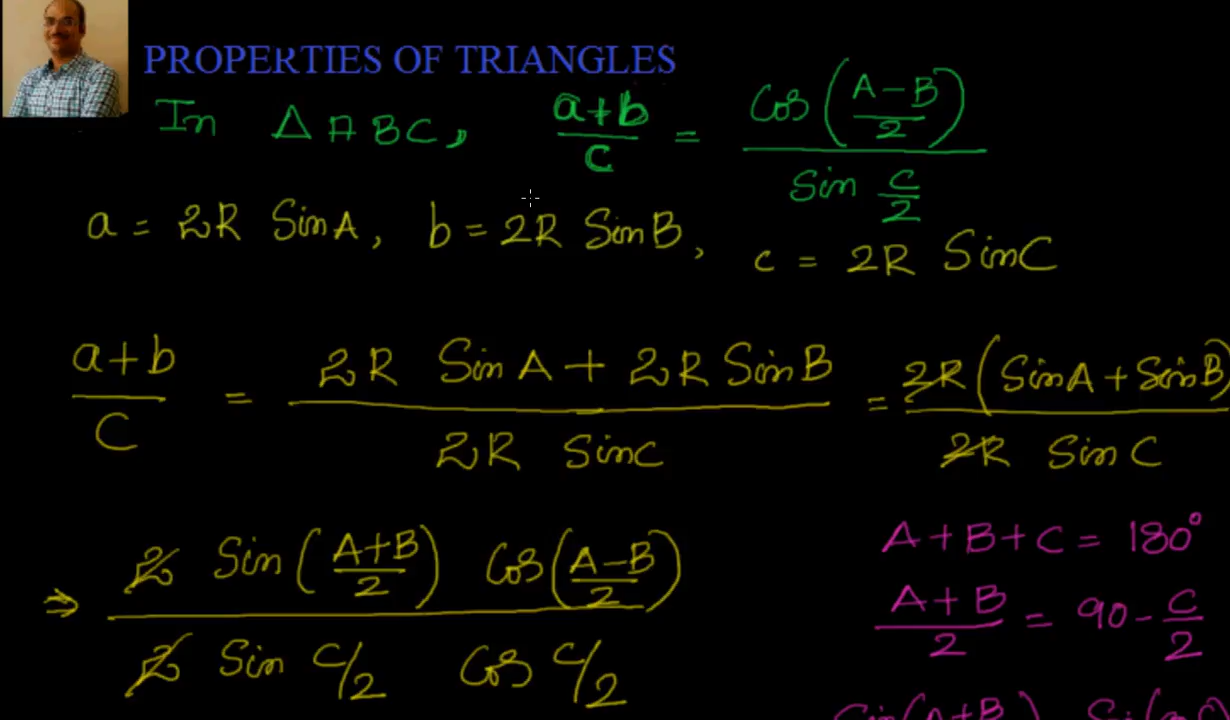 PROPERTIES OF TRIANGLES
In Δ ABC, a+b/c = Cos(A-B/2)/Sin C/2
a = 2R SinA, b = 2R SinB, c = 2R SinC
a+b/C = 2R SinA + 2R SinB/2R SinC = 2R(SinA + SinB)/2R SinC
⇒ 2 Sin(A+B/2) Cos(A-B/2)/2 Sin C/2 Cos C/2
A+B+C = 180°
A+B/2 = 90 - C/2
Sin(A+B